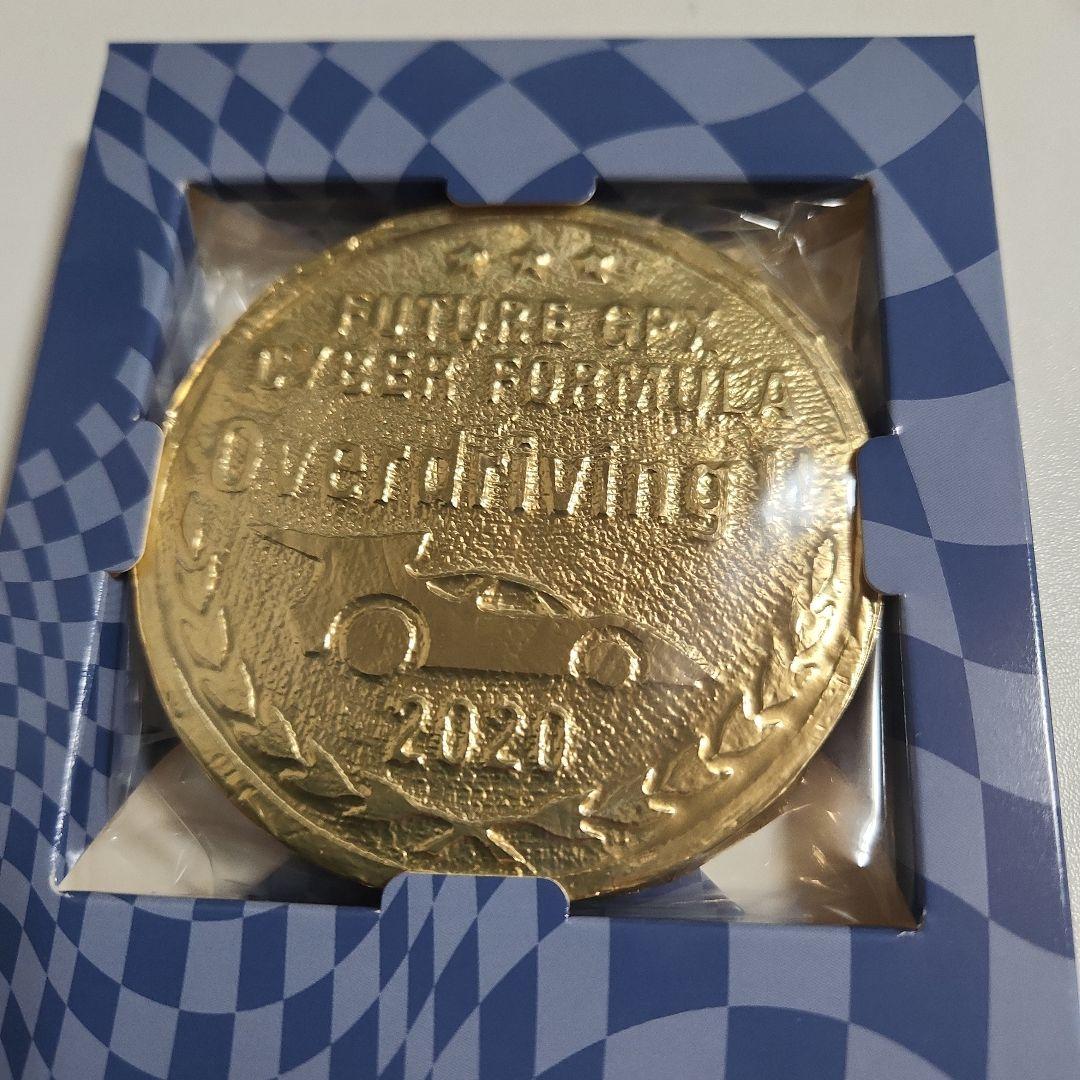 FUTURE GPX
CYBER FORMULA
Overdriving !!
2020